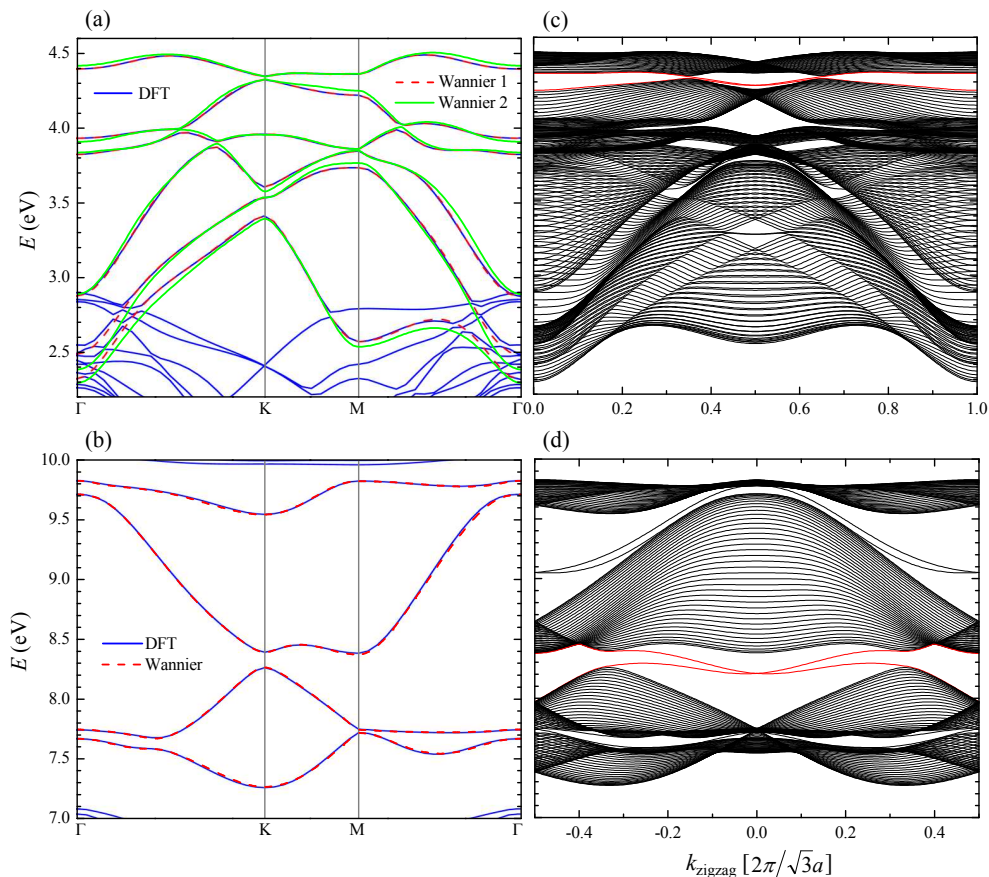 (a)
4.5
4.0
3.5
3.0
2.5
E (eV)
DFT
Wannier 1
Wannier 2
Γ K M Γ
(c)
0.0 0.2 0.4 0.6 0.8 1.0
(b)
10.0
9.5
9.0
8.5
8.0
7.5
7.0
E (eV)
DFT
Wannier
Γ K M Γ
(d)
-0.4 -0.2 0.0 0.2 0.4
k_zigzag [2π/√3a]